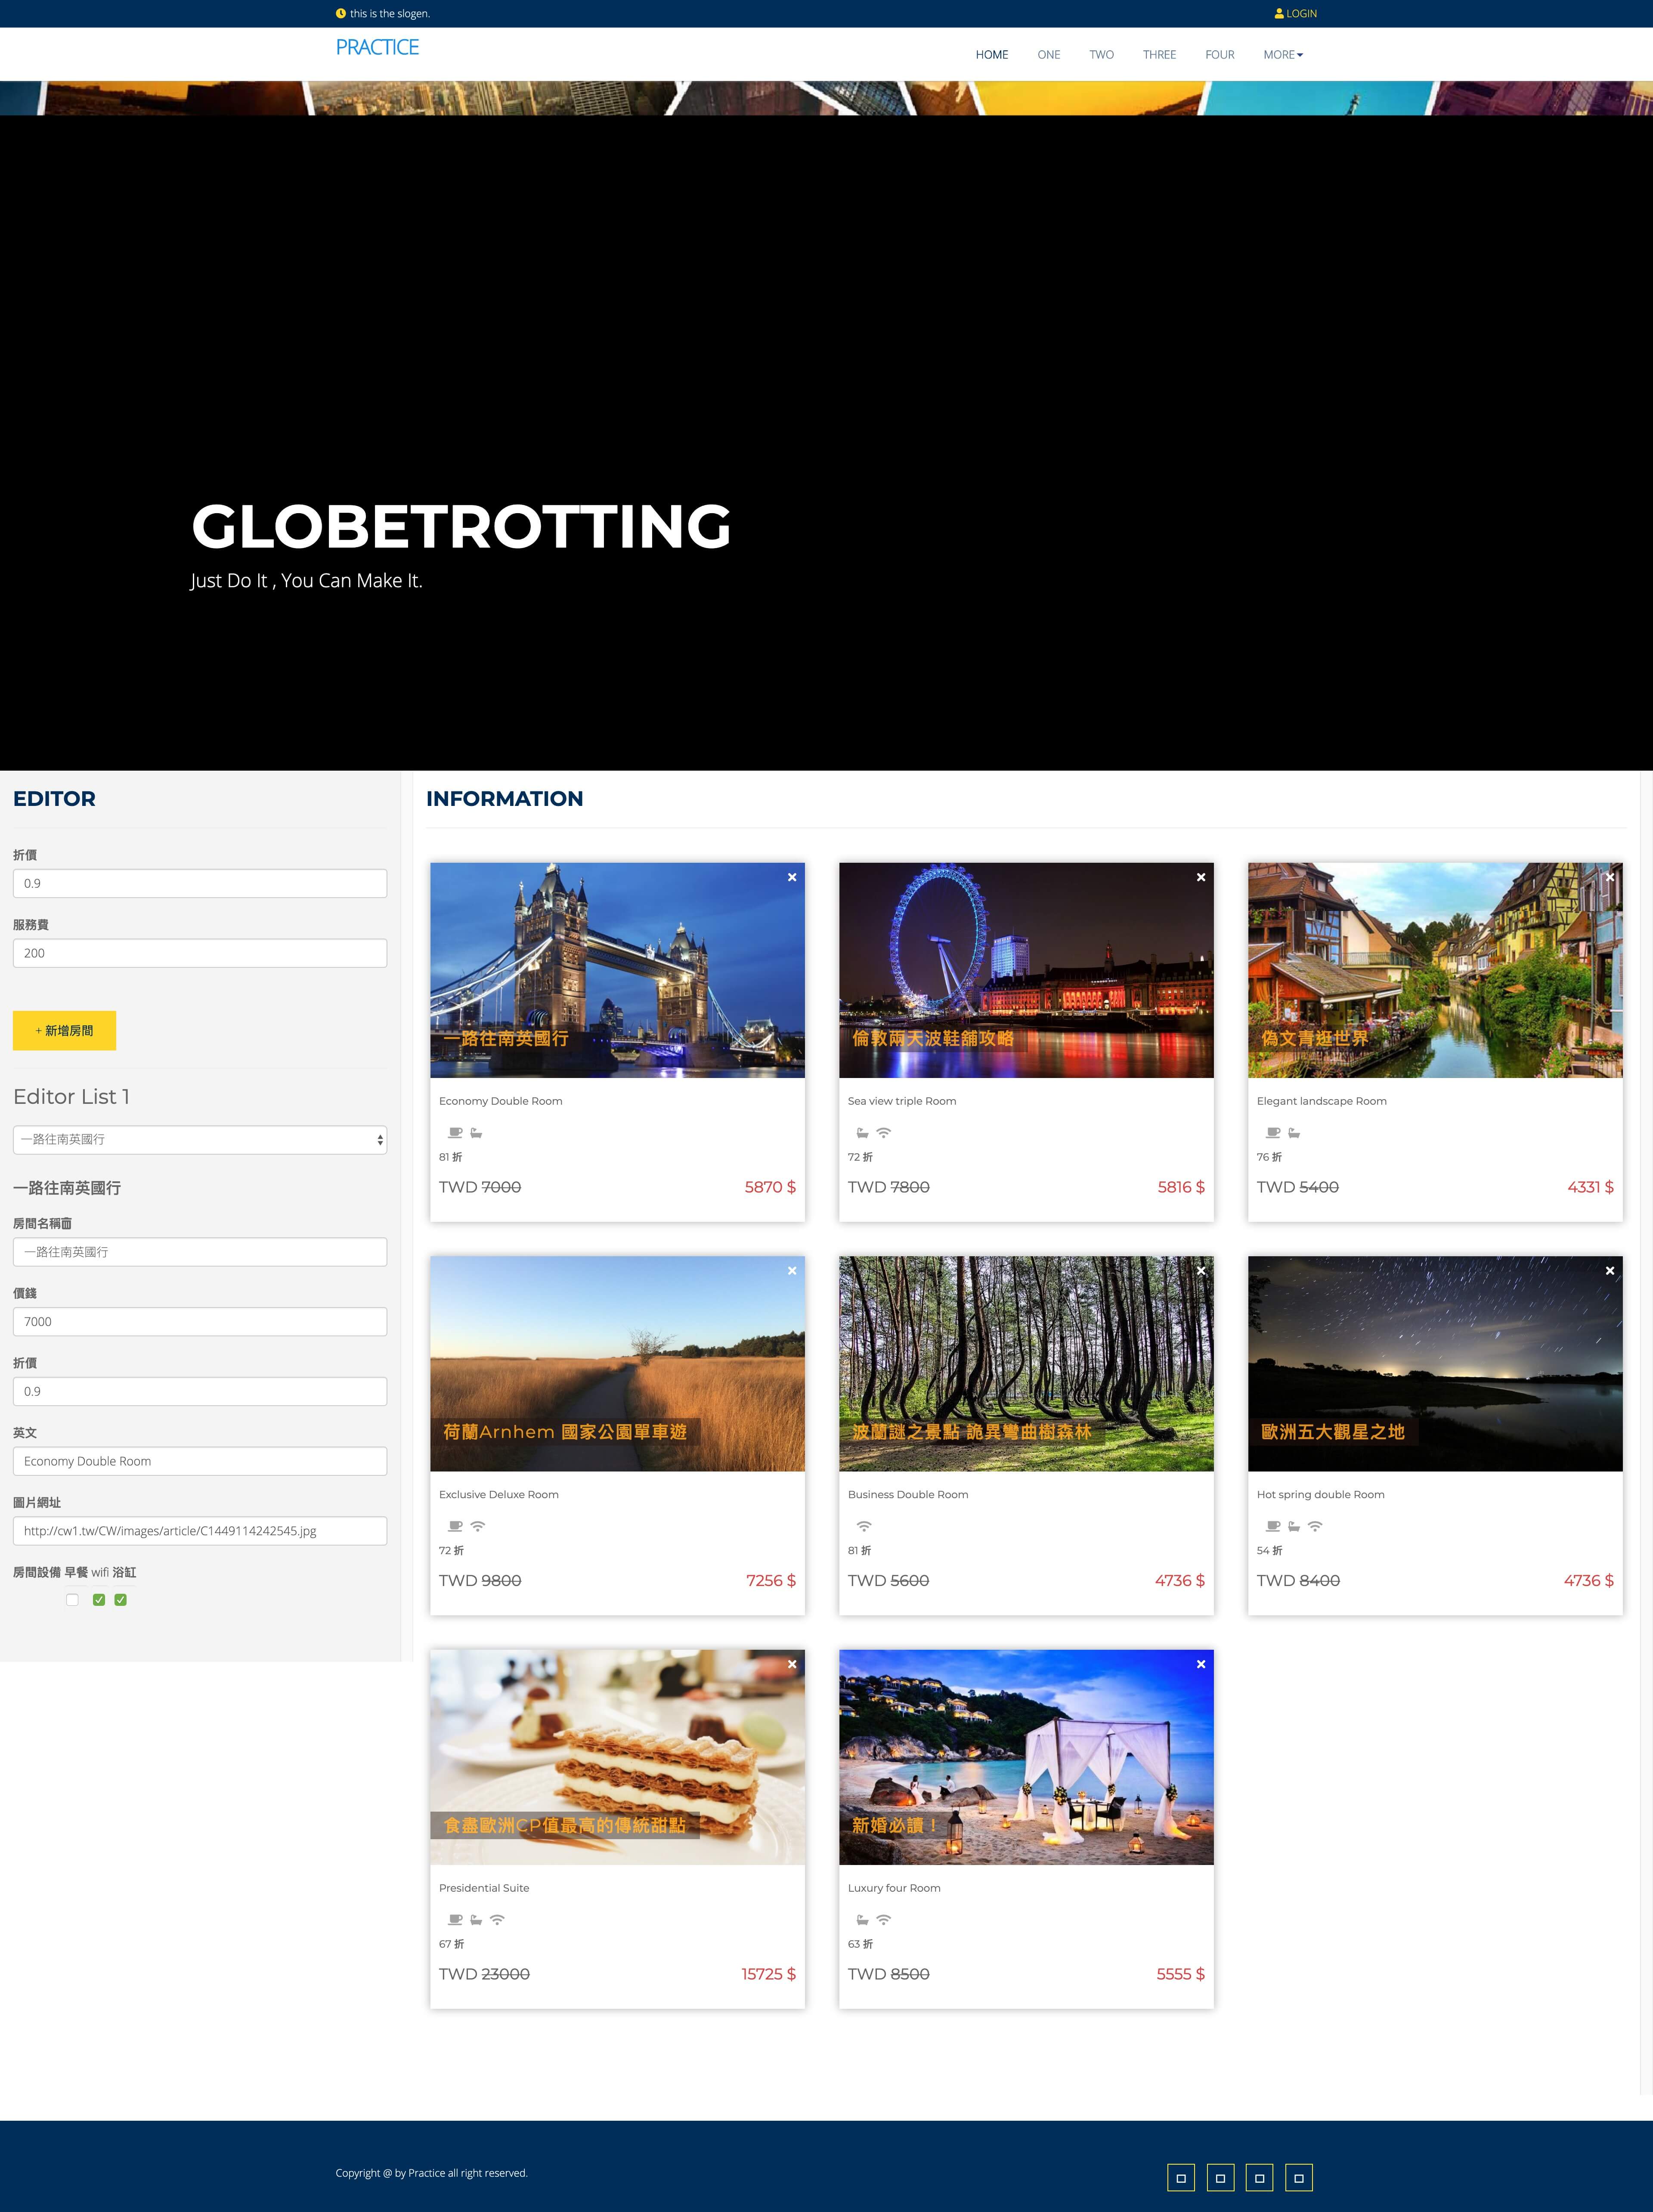 this is the slogen.
LOGIN
PRACTICE
HOME ONE TWO THREE FOUR MORE
GLOBETROTTING
Just Do It , You Can Make It.
EDITOR
折價
0.9
服務費
200
+ 新增房間
Editor List 1
一路往南英國行
一路往南英國行
房間名稱
一路往南英國行
價錢
7000
折價
0.9
英文
Economy Double Room
圖片網址
http://cw1.tw/CW/images/article/C1449114242545.jpg
房間設備 早餐 wifi 浴缸
INFORMATION
一路往南英國行
Economy Double Room
81 折
TWD 7000 5870 $
倫敦兩天波鞋舖攻略
Sea view triple Room
72 折
TWD 7800 5816 $
偽文青逛世界
Elegant landscape Room
76 折
TWD 5400 4331 $
荷蘭Arnhem 國家公園單車遊
Exclusive Deluxe Room
72 折
TWD 9800 7256 $
波蘭謎之景點 詭異彎曲樹森林
Business Double Room
81 折
TWD 5600 4736 $
歐洲五大觀星之地
Hot spring double Room
54 折
TWD 8400 4736 $
食盡歐洲CP值最高的傳統甜點
Presidential Suite
67 折
TWD 23000 15725 $
新婚必讀！
Luxury four Room
63 折
TWD 8500 5555 $
Copyright @ by Practice all right reserved.